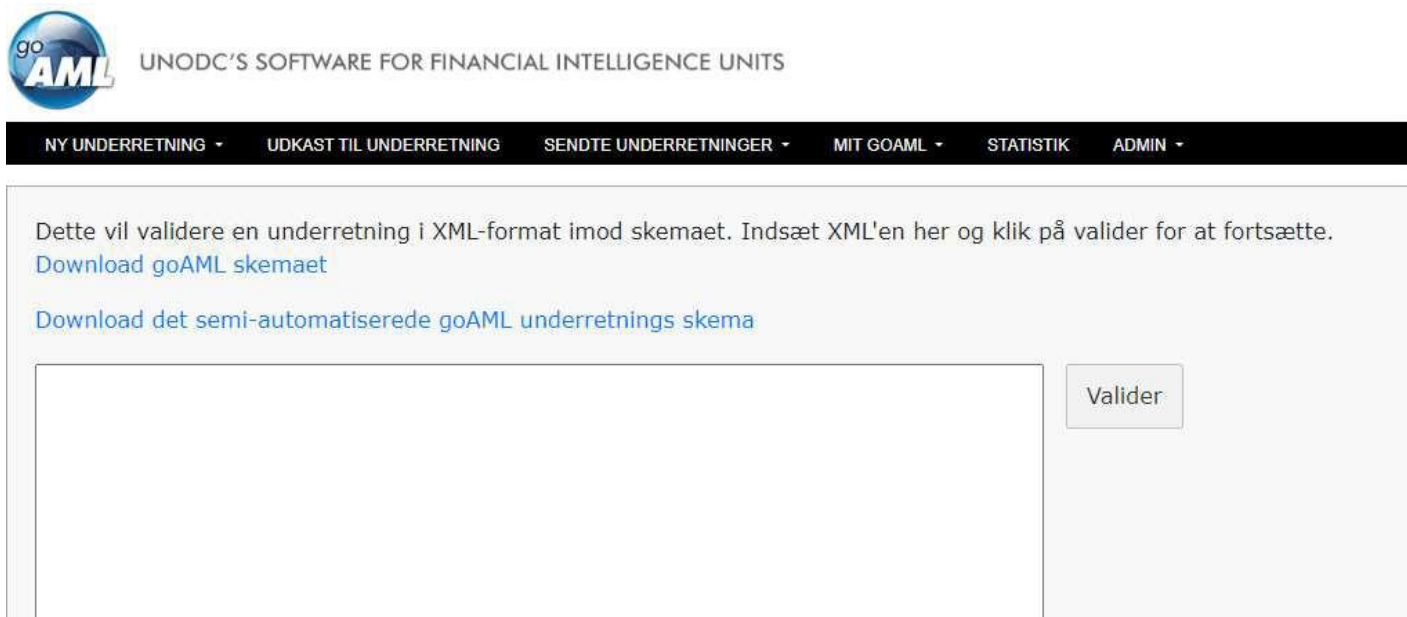 go
AML
UNODC'S SOFTWARE FOR FINANCIAL INTELLIGENCE UNITS
NY UNDERRETNING UDKAST TIL UNDERRETNING SENDTE UNDERRETNINGER MIT GOAML STATISTIK ADMIN
Dette vil validere en underretning i XML-format imod skemaet. Indsæt XML'en her og klik på valider for at fortsætte.
Download goAML skemaet
Download det semi-automatiserede goAML underretnings skema
Valider